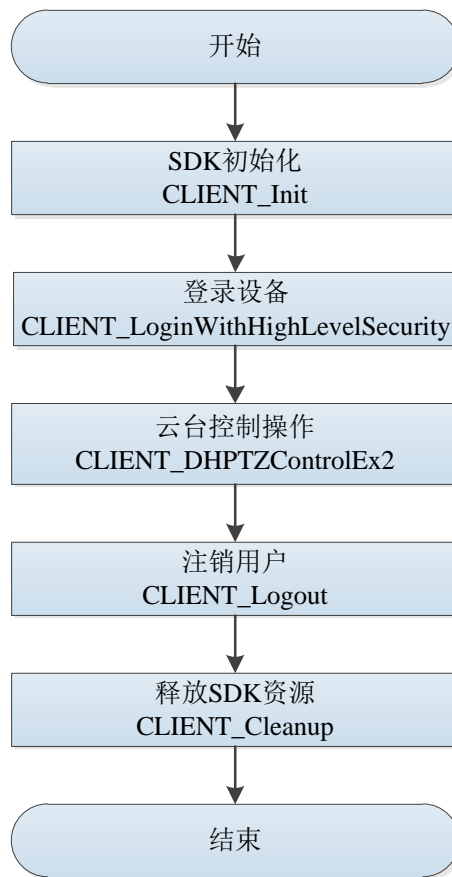 开始
SDK初始化
CLIENT_Init
登录设备
CLIENT_LoginWithHighLevelSecurity
云台控制操作
CLIENT_DHPTZControlEx2
注销用户
CLIENT_Logout
释放SDK资源
CLIENT_Cleanup
结束